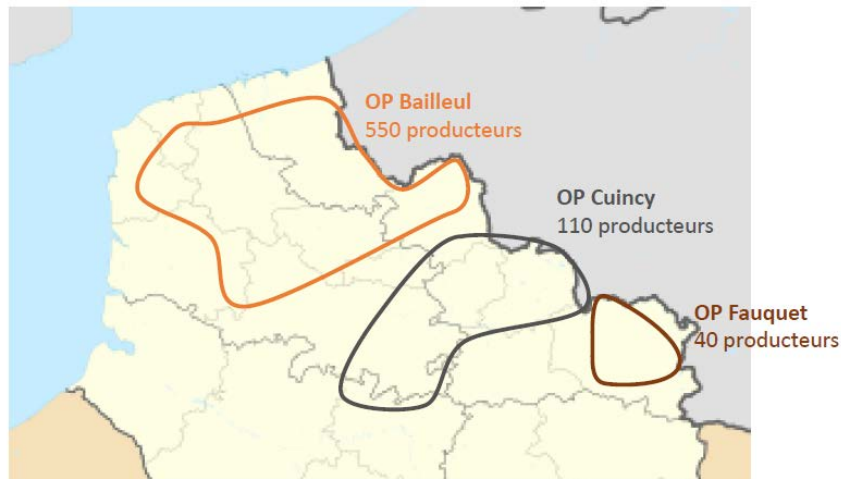 OP Bailleul
550 producteurs
OP Cuincy
110 producteurs
OP Fauquet
40 producteurs